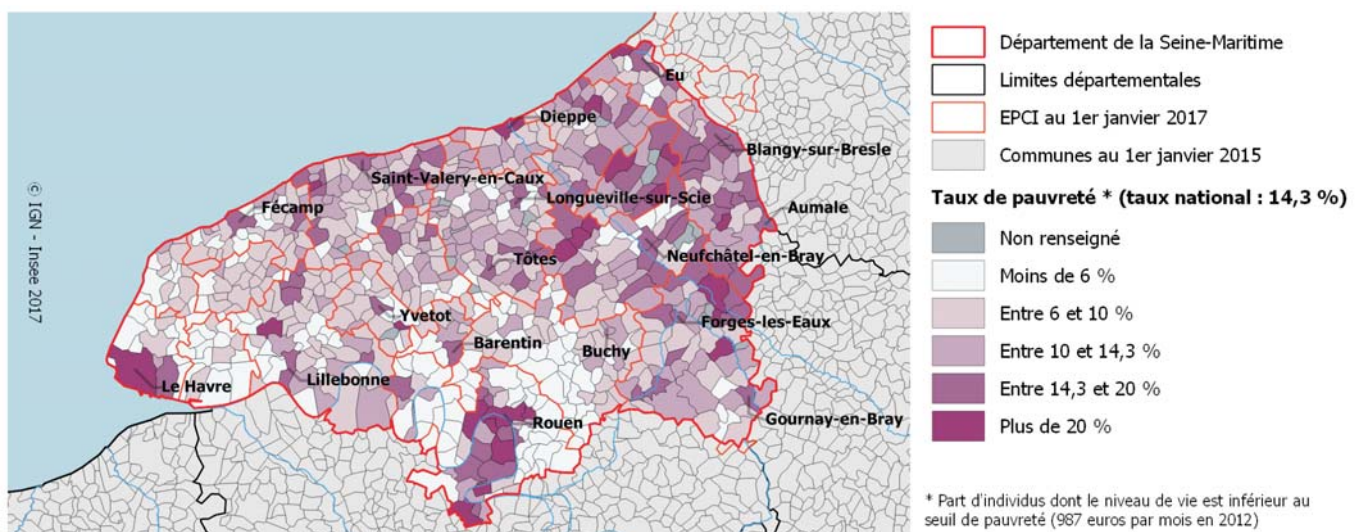 Eu
Dieppe
Blangy-sur-Bresle
Saint-Valery-en-Caux
Longueville-sur-Scie
Fécamp
Aumale
Neufchâtel-en-Bray
Tôtes
Yvetot
Forges-les-Eaux
Barentin
Buchy
Le Havre
Lillebonne
Gournay-en-Bray
Rouen
© IGN - Insee 2017
Département de la Seine-Maritime
Limites départementales
EPCI au 1er janvier 2017
Communes au 1er janvier 2015
Taux de pauvreté * (taux national : 14,3 %)
Non renseigné
Moins de 6 %
Entre 6 et 10 %
Entre 10 et 14,3 %
Entre 14,3 et 20 %
Plus de 20 %
* Part d'individus dont le niveau de vie est inférieur au
seuil de pauvreté (987 euros par mois en 2012)